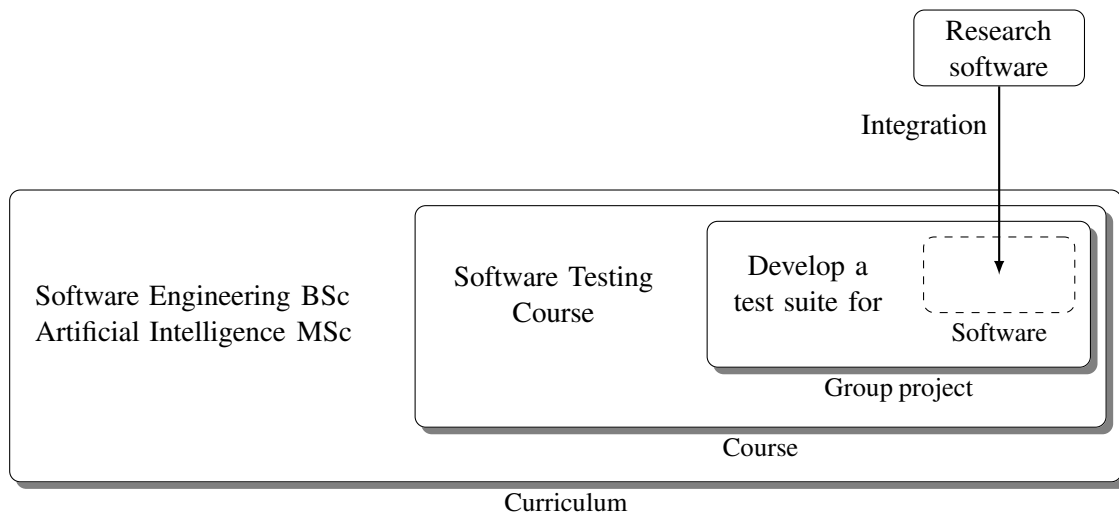 Research
software
Integration
Software Engineering BSc
Artificial Intelligence MSc
Software Testing
Course
Develop a
test suite for
Software
Group project
Course
Curriculum